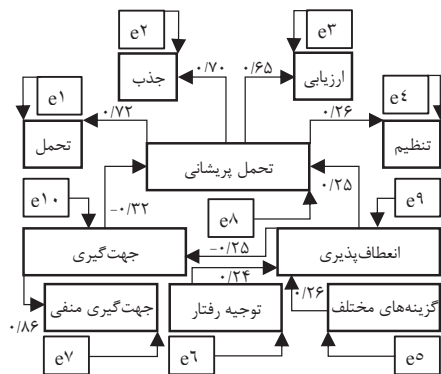 e۲
e۳
۰/۷۰
۰/۶۵
جذب
ارزیابی
e۱
e۴
۰/۷۲
۰/۲۶
تحمل
تنظیم
تحمل پریشانی
e۱۰
e۸
۰/۲۵
e۹
-۰/۳۲
-۰/۲۵
جهت‌گیری
انعطاف‌پذیری
۰/۲۴
۰/۲۶
جهت‌گیری منفی
توجیه رفتار
گزینه‌های مختلف
۰/۸۶
e۷
e۶
e۵